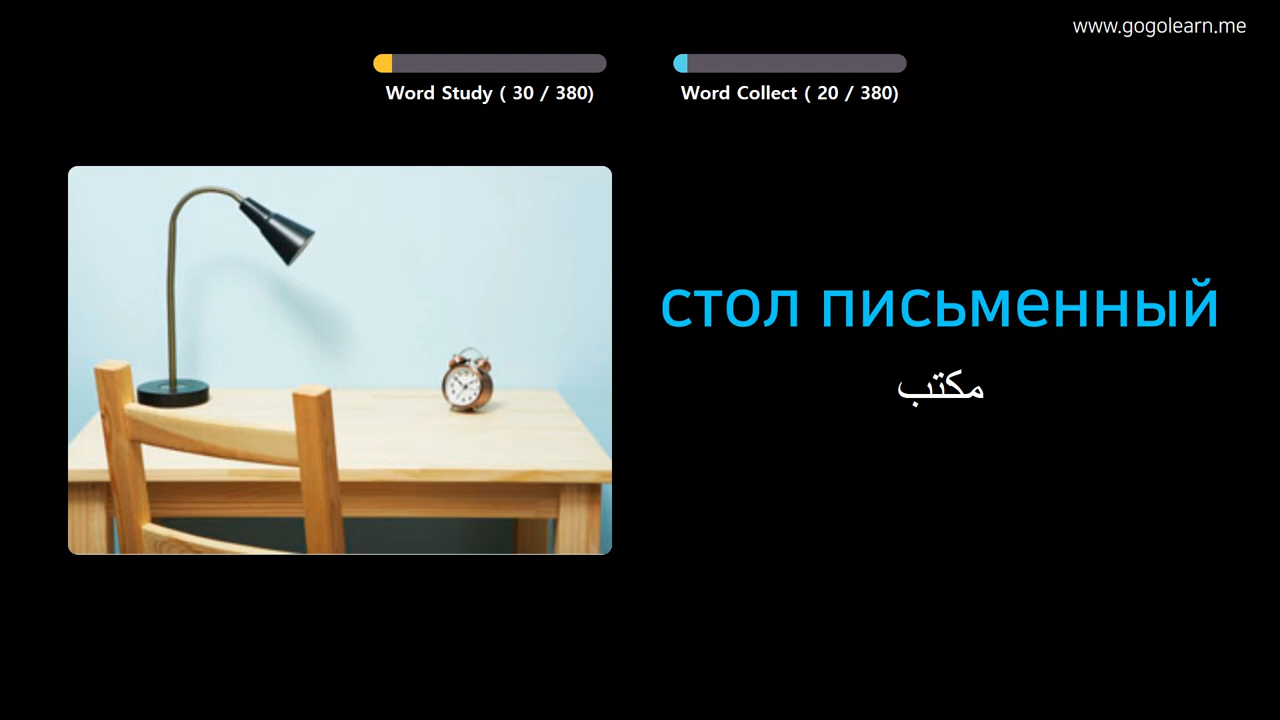 www.gogolearn.me
Word Study ( 30 / 380)
Word Collect ( 20 / 380)
стол письменный
مكتب